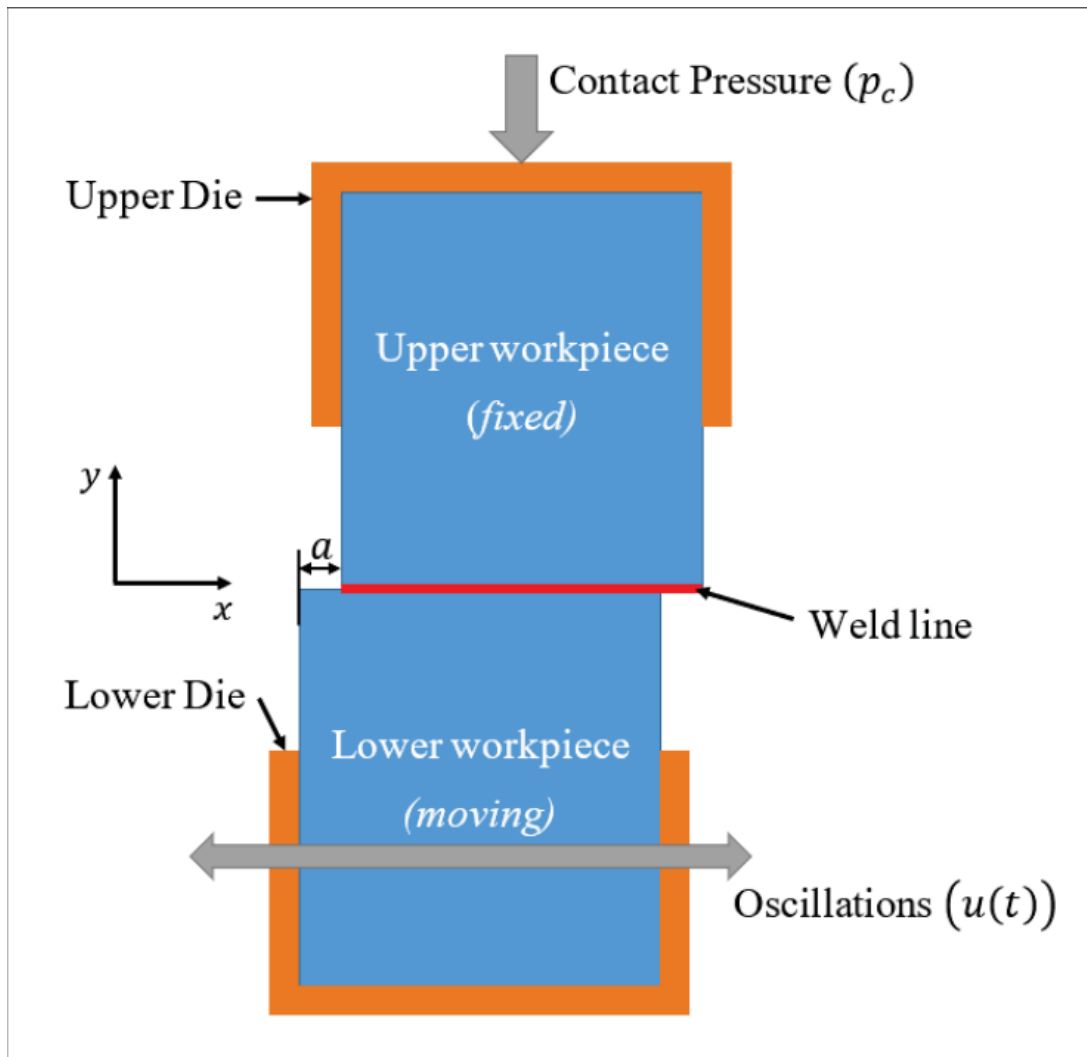 Contact Pressure (p_c)
Upper Die
Upper workpiece
(fixed)
y
a
x
Weld line
Lower Die
Lower workpiece
(moving)
Oscillations (u(t))